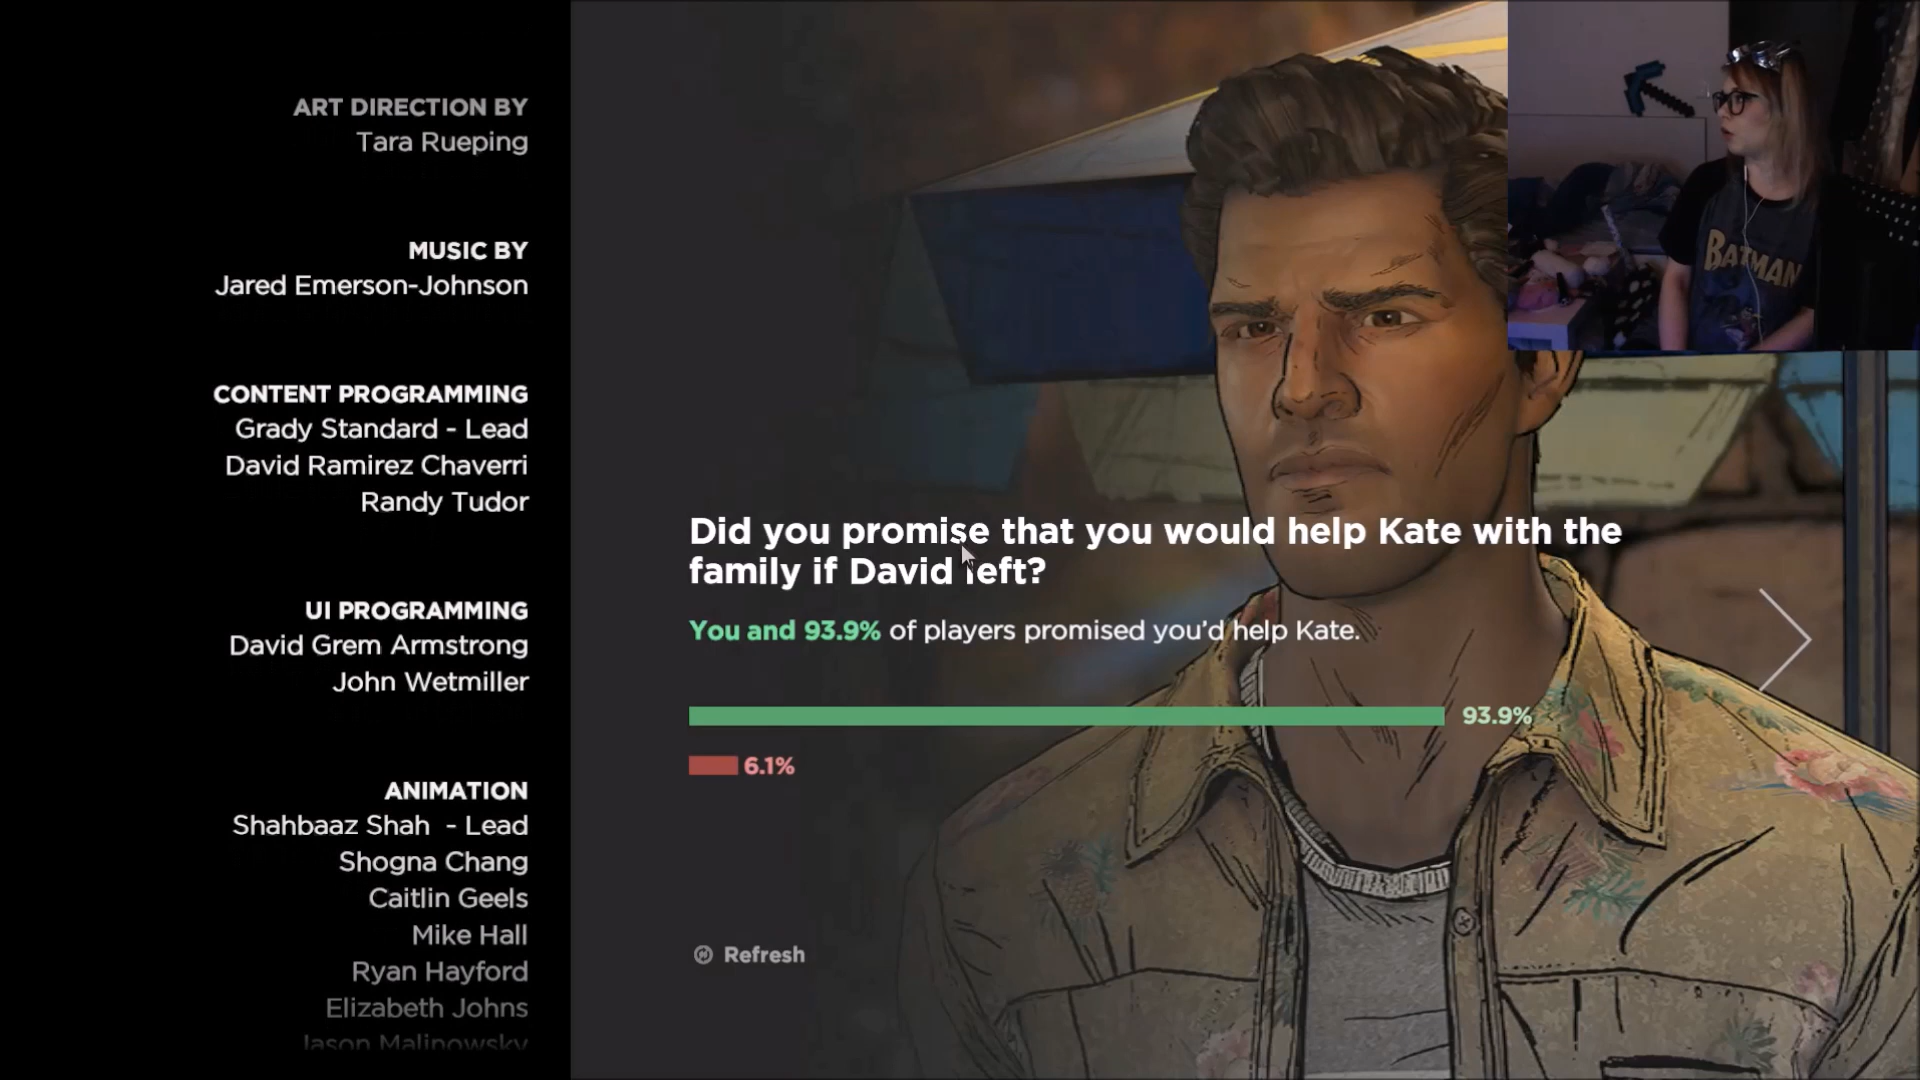 ART DIRECTION BY
Tara Rueping
MUSIC BY
Jared Emerson-Johnson
CONTENT PROGRAMMING
Grady Standard - Lead
David Ramirez Chaverri
Randy Tudor
UI PROGRAMMING
David Grem Armstrong
John Wetmiller
ANIMATION
Shahbaaz Shah - Lead
Shogna Chang
Caitlin Geels
Mike Hall
Ryan Hayford
Elizabeth Johns
Jason Malinowsky
Did you promise that you would help Kate with the
family if David left?
You and 93.9% of players promised you'd help Kate.
93.9%
6.1%
Refresh
BATMAN